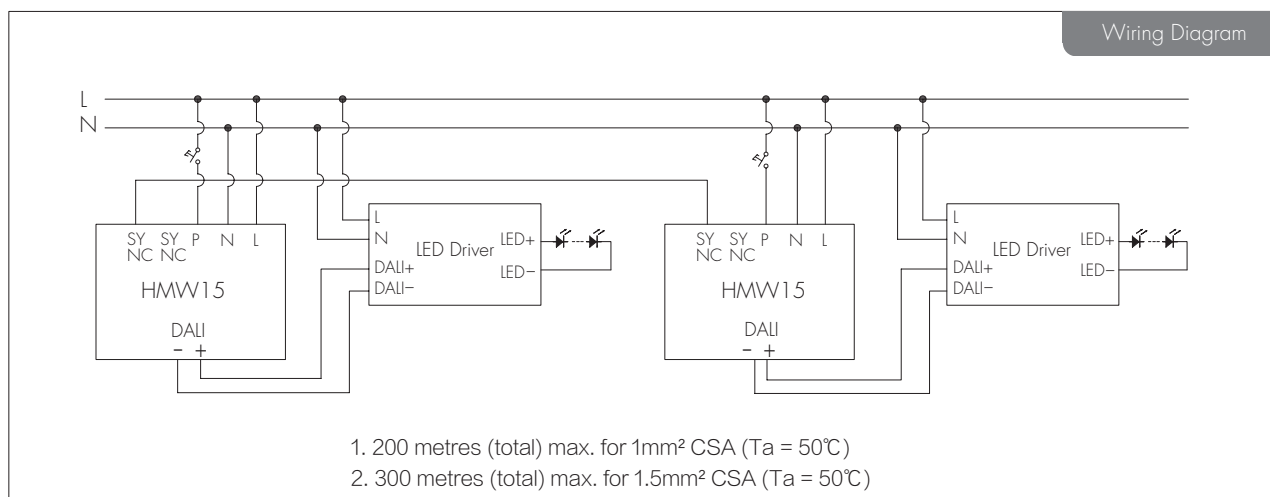 Wiring Diagram
L
N
SY NC SY NC P N L
HMW15
DALI
− +
L
N
DALI+
DALI−
LED Driver
LED+
LED−
SY NC SY NC P N L
HMW15
DALI
− +
L
N
DALI+
DALI−
LED Driver
LED+
LED−
1. 200 metres (total) max. for 1mm² CSA (Ta = 50℃)
2. 300 metres (total) max. for 1.5mm² CSA (Ta = 50℃)